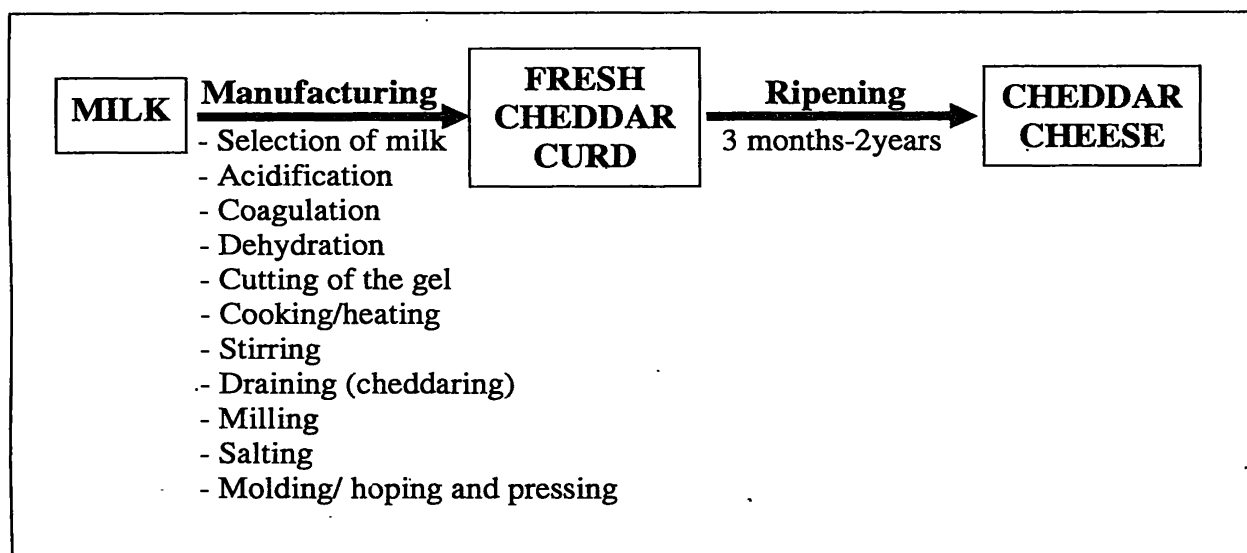 MILK
Manufacturing
- Selection of milk
- Acidification
- Coagulation
- Dehydration
- Cutting of the gel
- Cooking/heating
- Stirring
- Draining (cheddaring)
- Milling
- Salting
- Molding/ hoping and pressing
FRESH
CHEDDAR
CURD
Ripening
3 months-2years
CHEDDAR
CHEESE